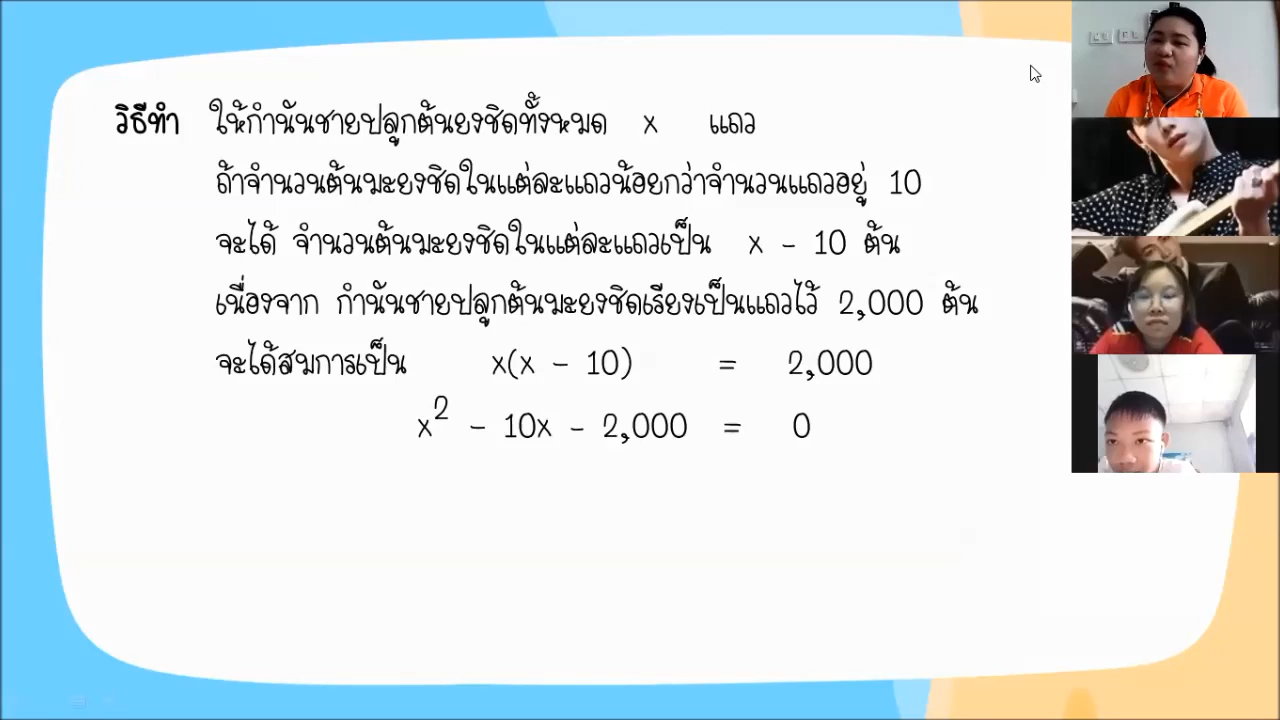 วิธีทำ ให้กำนันชายปลูกต้นยงชิดทั้งหมด x แถว
ถ้าจำนวนต้นมะยงชิดในแต่ละแถวน้อยกว่าจำนวนแถวอยู่ 10
จะได้ จำนวนต้นมะยงชิดในแต่ละแถวเป็น x - 10 ต้น
เนื่องจาก กำนันชายปลูกต้นมะยงชิดเรียงเป็นแถวไว้ 2,000 ต้น
จะได้สมการเป็น x(x - 10) = 2,000
x² - 10x - 2,000 = 0